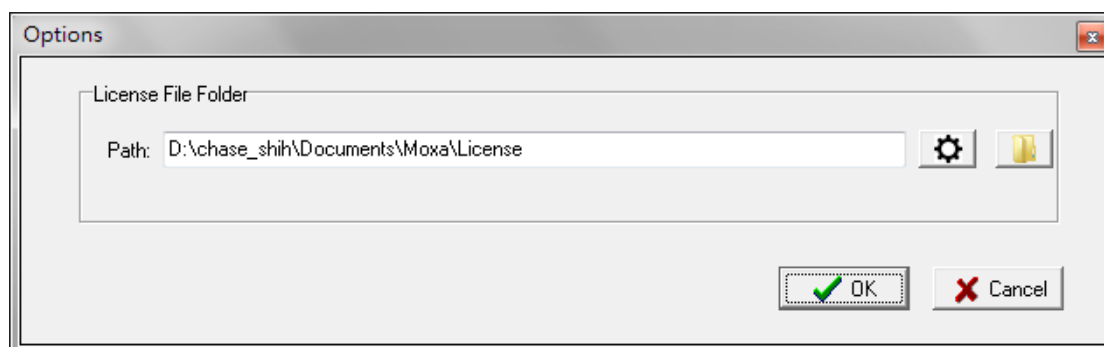 Options
License File Folder
Path: D:\chase_shih\Documents\Moxa\License
OK
Cancel